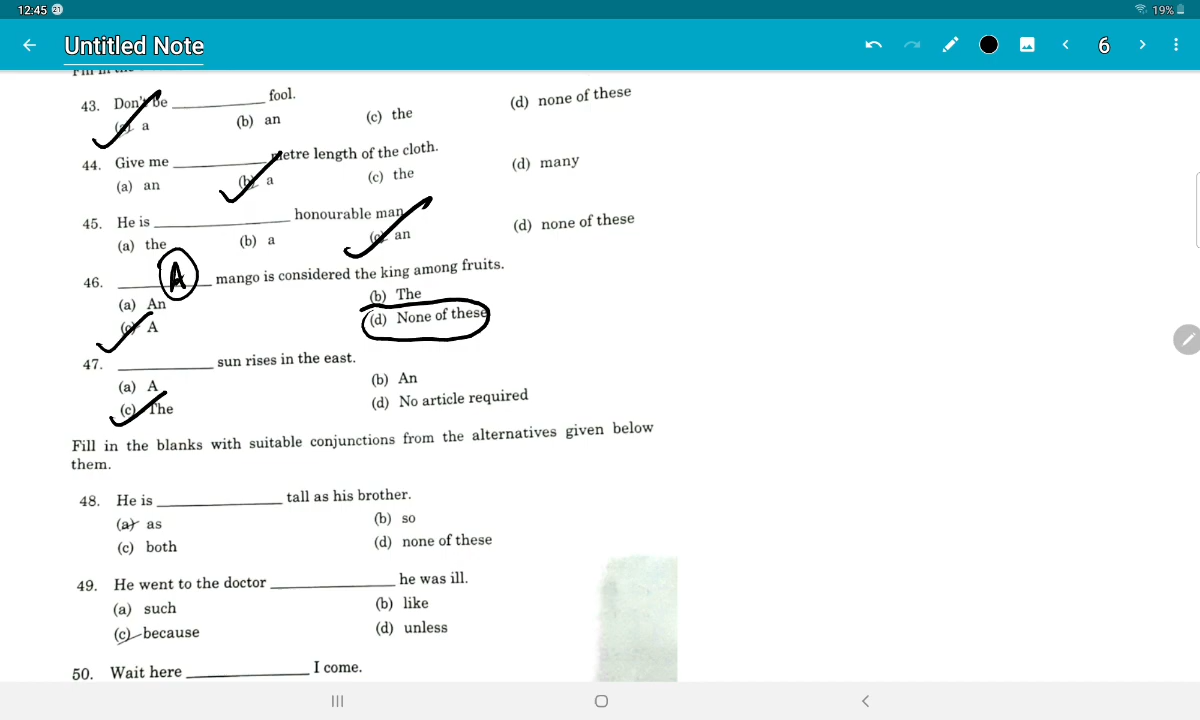 12:45 21 19%
Untitled Note 6
43. Don't be __________ fool.
(a) a (b) an (c) the (d) none of these
44. Give me __________ metre length of the cloth.
(a) an (b) a (c) the (d) many
45. He is __________ honourable man
(a) the (b) a (c) an (d) none of these
46. __________ mango is considered the king among fruits.
A
(a) An (b) The
(c) A (d) None of these
47. __________ sun rises in the east.
(a) A (b) An
(c) The (d) No article required
Fill in the blanks with suitable conjunctions from the alternatives given below
them.
48. He is __________ tall as his brother.
(a) as (b) so
(c) both (d) none of these
49. He went to the doctor __________ he was ill.
(a) such (b) like
(c) because (d) unless
50. Wait here __________ I come.